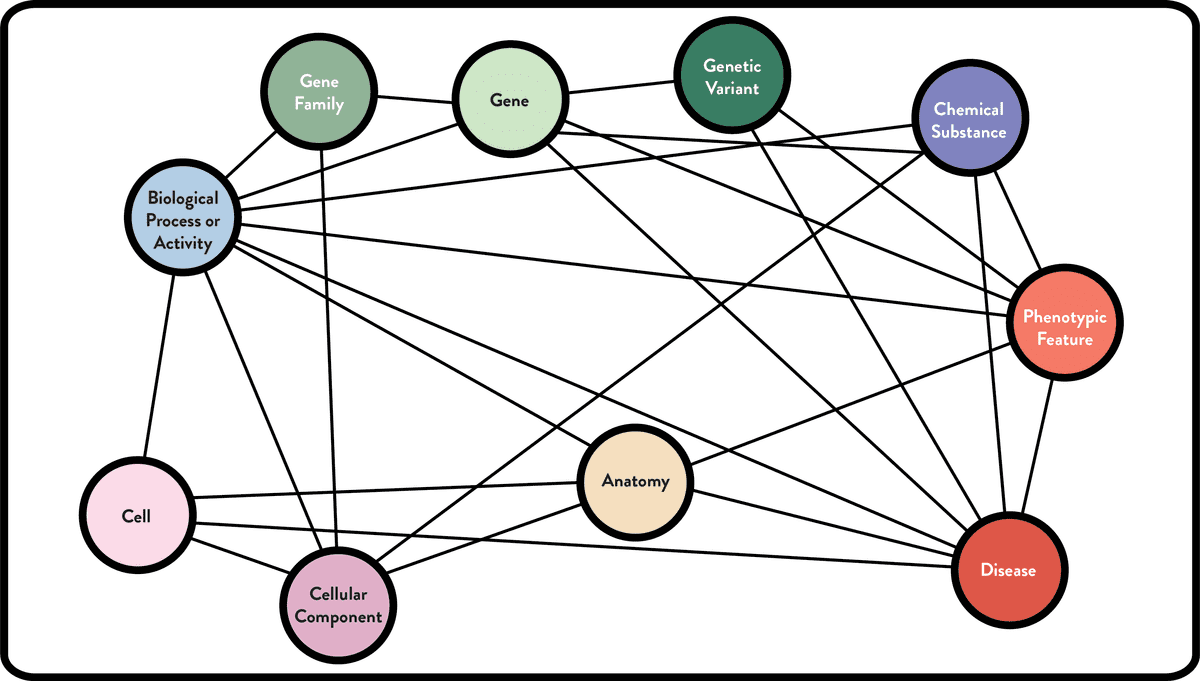 Gene
Family
Gene
Genetic
Variant
Chemical
Substance
Biological
Process or
Activity
Phenotypic
Feature
Anatomy
Cell
Disease
Cellular
Component